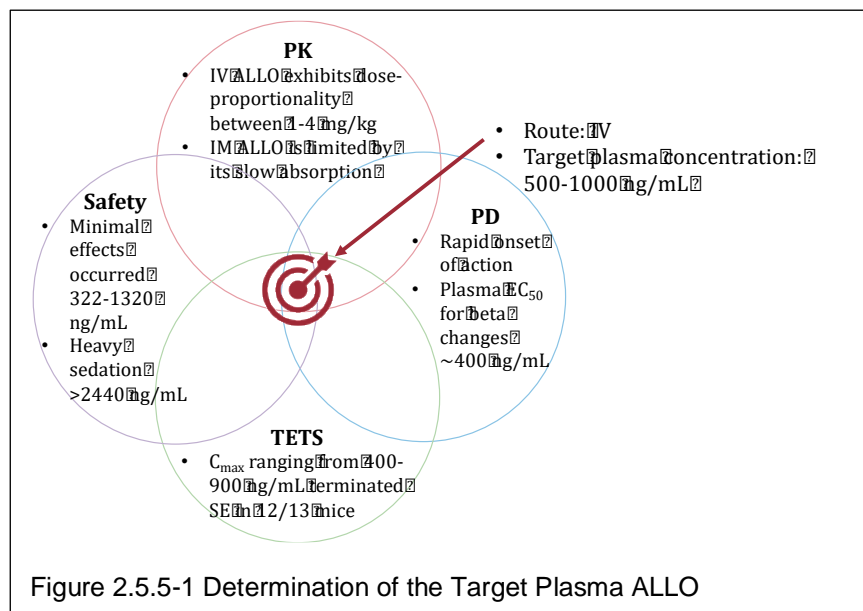 PK
• IV ALLO exhibits dose-
proportionality
between 1-4 mg/kg
• IM ALLO is limited by
its slow absorption
• Route: IV
• Target plasma concentration:
500-1000 ng/mL
Safety
• Minimal
effects
occurred
322-1320
ng/mL
• Heavy
sedation
>2440 ng/mL
PD
• Rapid onset
of action
• Plasma EC50
for beta
changes
~400 ng/mL
TETS
• Cmax ranging from 400-
900 ng/mL terminated
SE in 12/13 mice
Figure 2.5.5-1 Determination of the Target Plasma ALLO